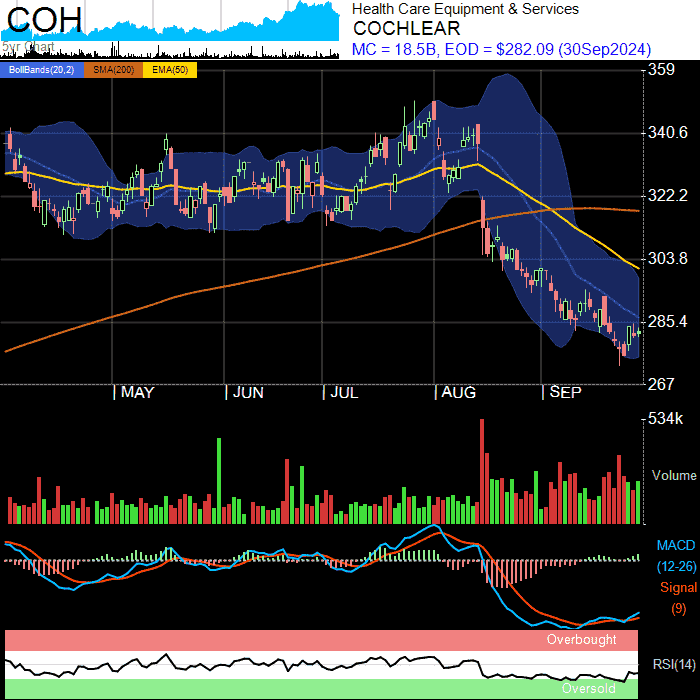 COH
5yr Chart
Health Care Equipment & Services
COCHLEAR
MC = 18.5B, EOD = $282.09 (30Sep2024)
BollBands(20,2) SMA(200) EMA(50)
359
340.6
322.2
303.8
285.4
267
MAY JUN JUL AUG SEP
534k
Volume
MACD
(12-26)
Signal
(9)
Overbought
RSI(14)
Oversold